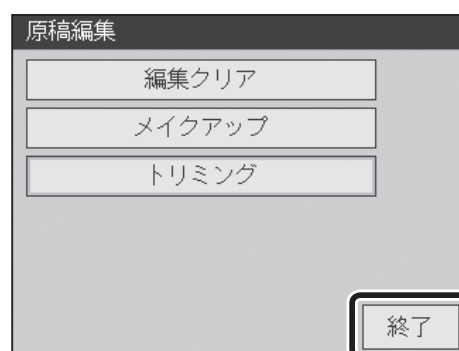 原稿編集
編集クリア
メイクアップ
トリミング
終了